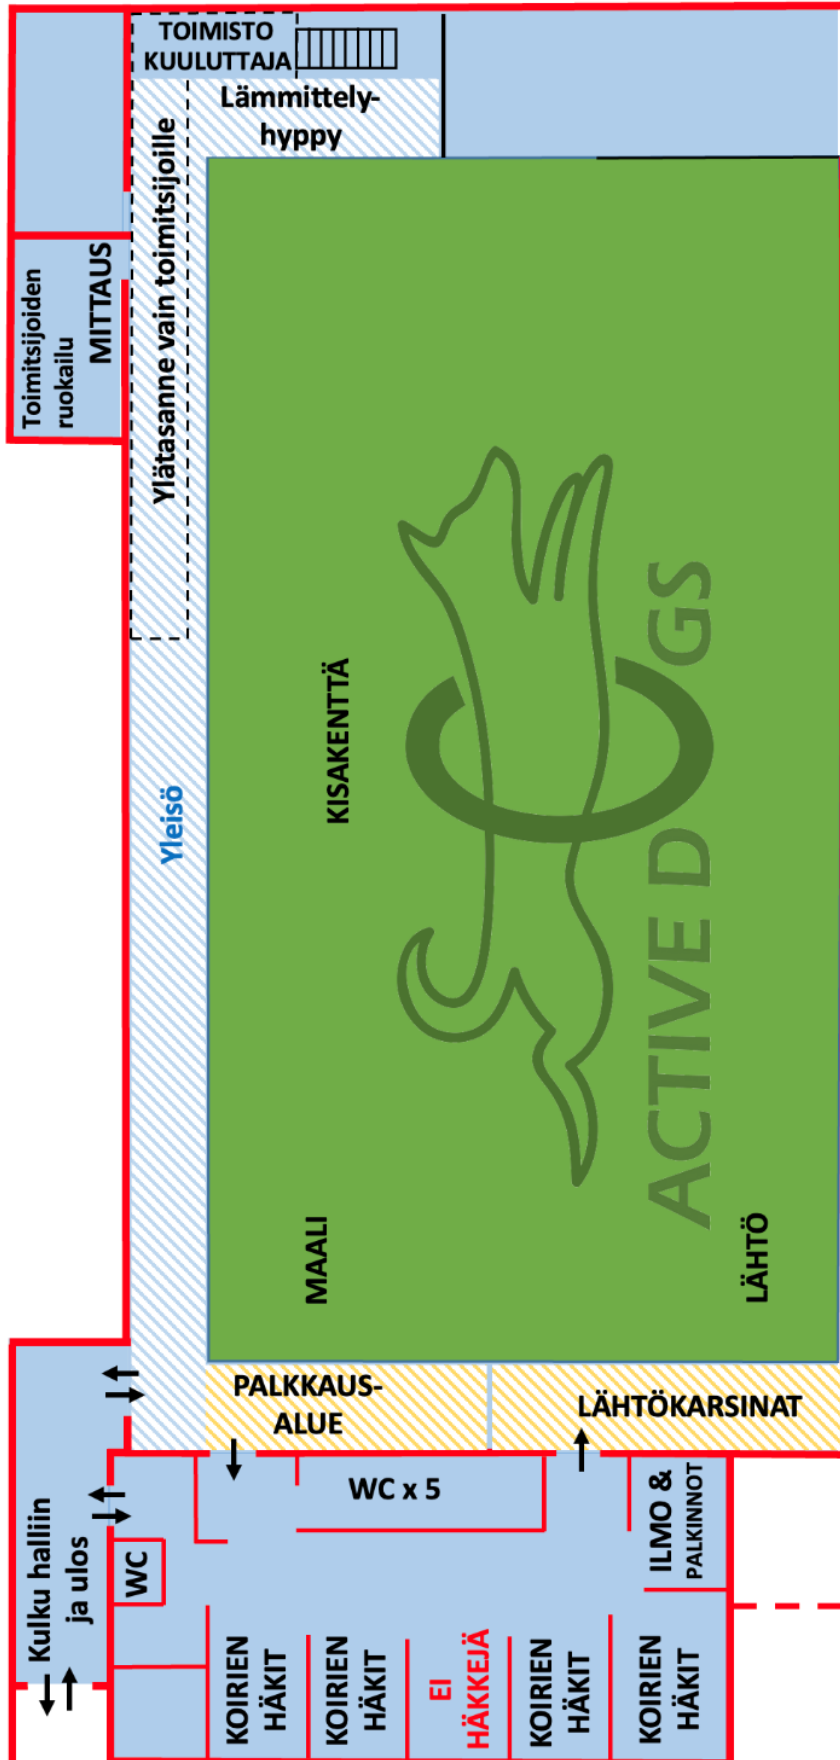 TOIMISTO
KUULUTTAJA
Lämmittely-
hyppy
Ylätasanne vain toimitsijoille
Toimitsijoiden
ruokailu
MITTAUS
Yleisö
KISAKENTTÄ
ACTIVE D GS
MAALI
LÄHTÖ
PALKKAUS-
ALUE
LÄHTÖKARSINAT
Kulku halliin
ja ulos
WC
WC x 5
ILMO &
PALKINNOT
KOIRIEN
HÄKIT
KOIRIEN
HÄKIT
EI
HÄKKEJÄ
KOIRIEN
HÄKIT
KOIRIEN
HÄKIT